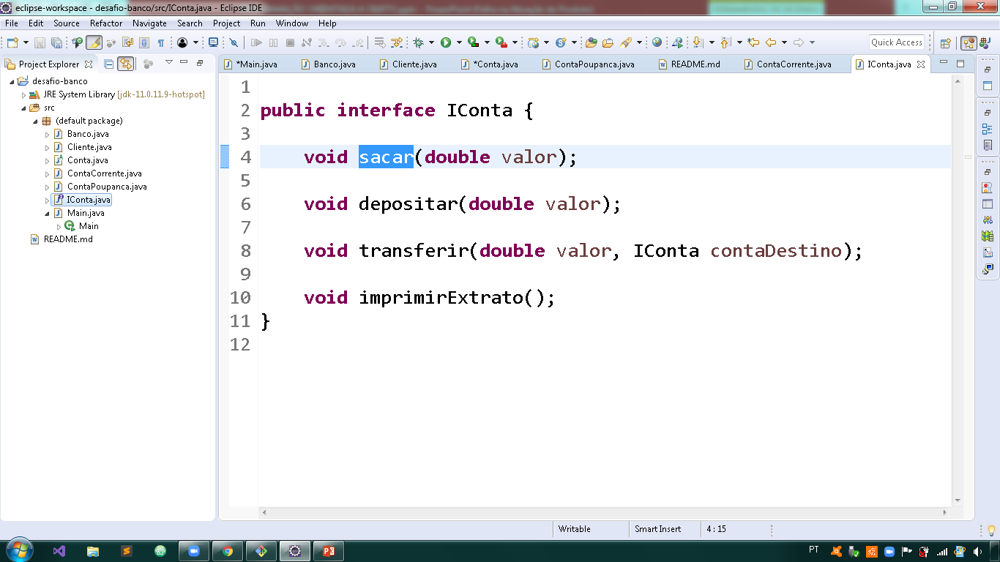 eclipse-workspace - desafio-banco/src/IConta.java - Eclipse IDE
File Edit Source Refactor Navigate Search Project Run Window Help
Quick Access
Project Explorer
*Main.java Banco.java Cliente.java *Conta.java ContaPoupanca.java README.md ContaCorrente.java IConta.java
desafio-banco
JRE System Library [jdk-11.0.11.9-hotspot]
src
(default package)
Banco.java
Cliente.java
Conta.java
ContaCorrente.java
ContaPoupanca.java
IConta.java
Main.java
Main
README.md
1
2 public interface IConta {
3
4 void sacar(double valor);
5
6 void depositar(double valor);
7
8 void transferir(double valor, IConta contaDestino);
9
10 void imprimirExtrato();
11 }
12
Writable Smart Insert 4 : 15
PT